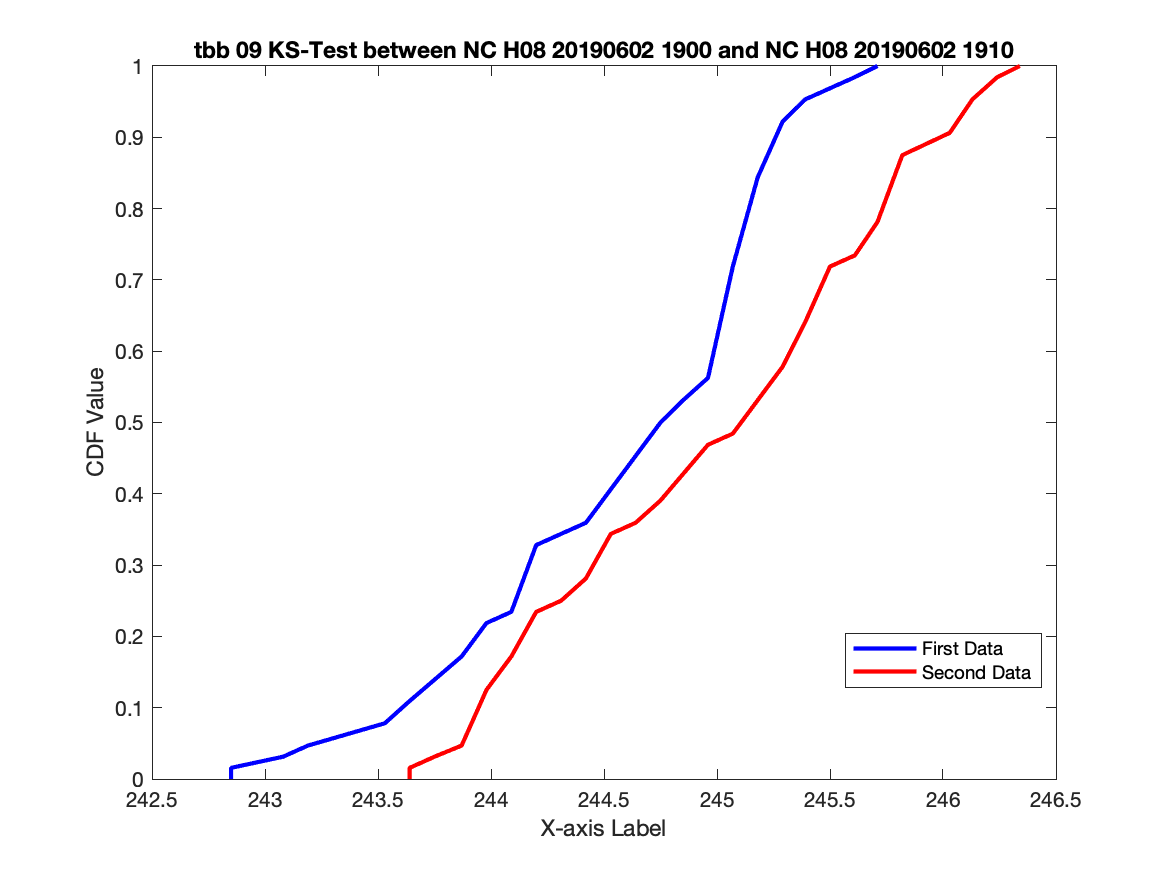 tbb 09 KS-Test between NC H08 20190602 1900 and NC H08 20190602 1910
1
0.9
0.8
0.7
0.6
0.5
0.4
0.3
0.2
0.1
0
CDF Value
First Data
Second Data
242.5 243 243.5 244 244.5 245 245.5 246 246.5
X-axis Label